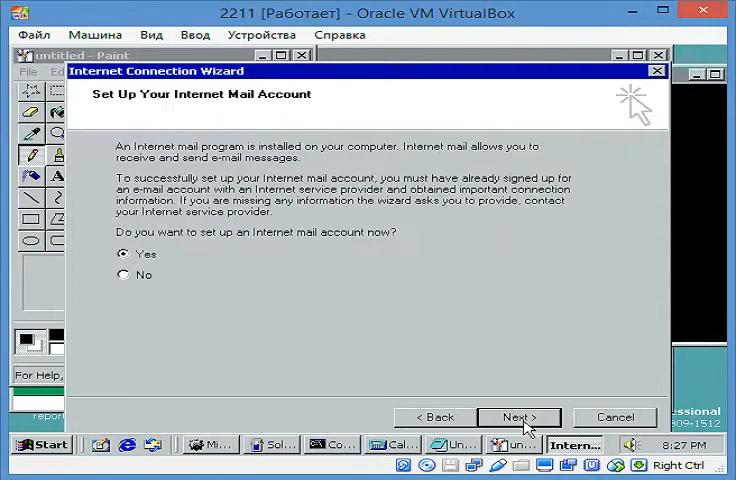 2211 [Работает] - Oracle VM VirtualBox
Файл Машина Вид Ввод Устройства Справка
untitled - Paint
File Ed
Internet Connection Wizard
Set Up Your Internet Mail Account
An Internet mail program is installed on your computer. Internet mail allows you to
receive and send e-mail messages.
To successfully set up your Internet mail account, you must have already signed up for
an e-mail account with an Internet service provider and obtained important connection
information. If you are missing any information the wizard asks you to provide, contact
your Internet service provider.
Do you want to set up an Internet mail account now?
Yes
No
For Help,
< Back Next > Cancel
repor
essional
809-1512
Start Mi... Sol... Co... Cal... Un... un... Intern... 8:27 PM
Right Ctrl